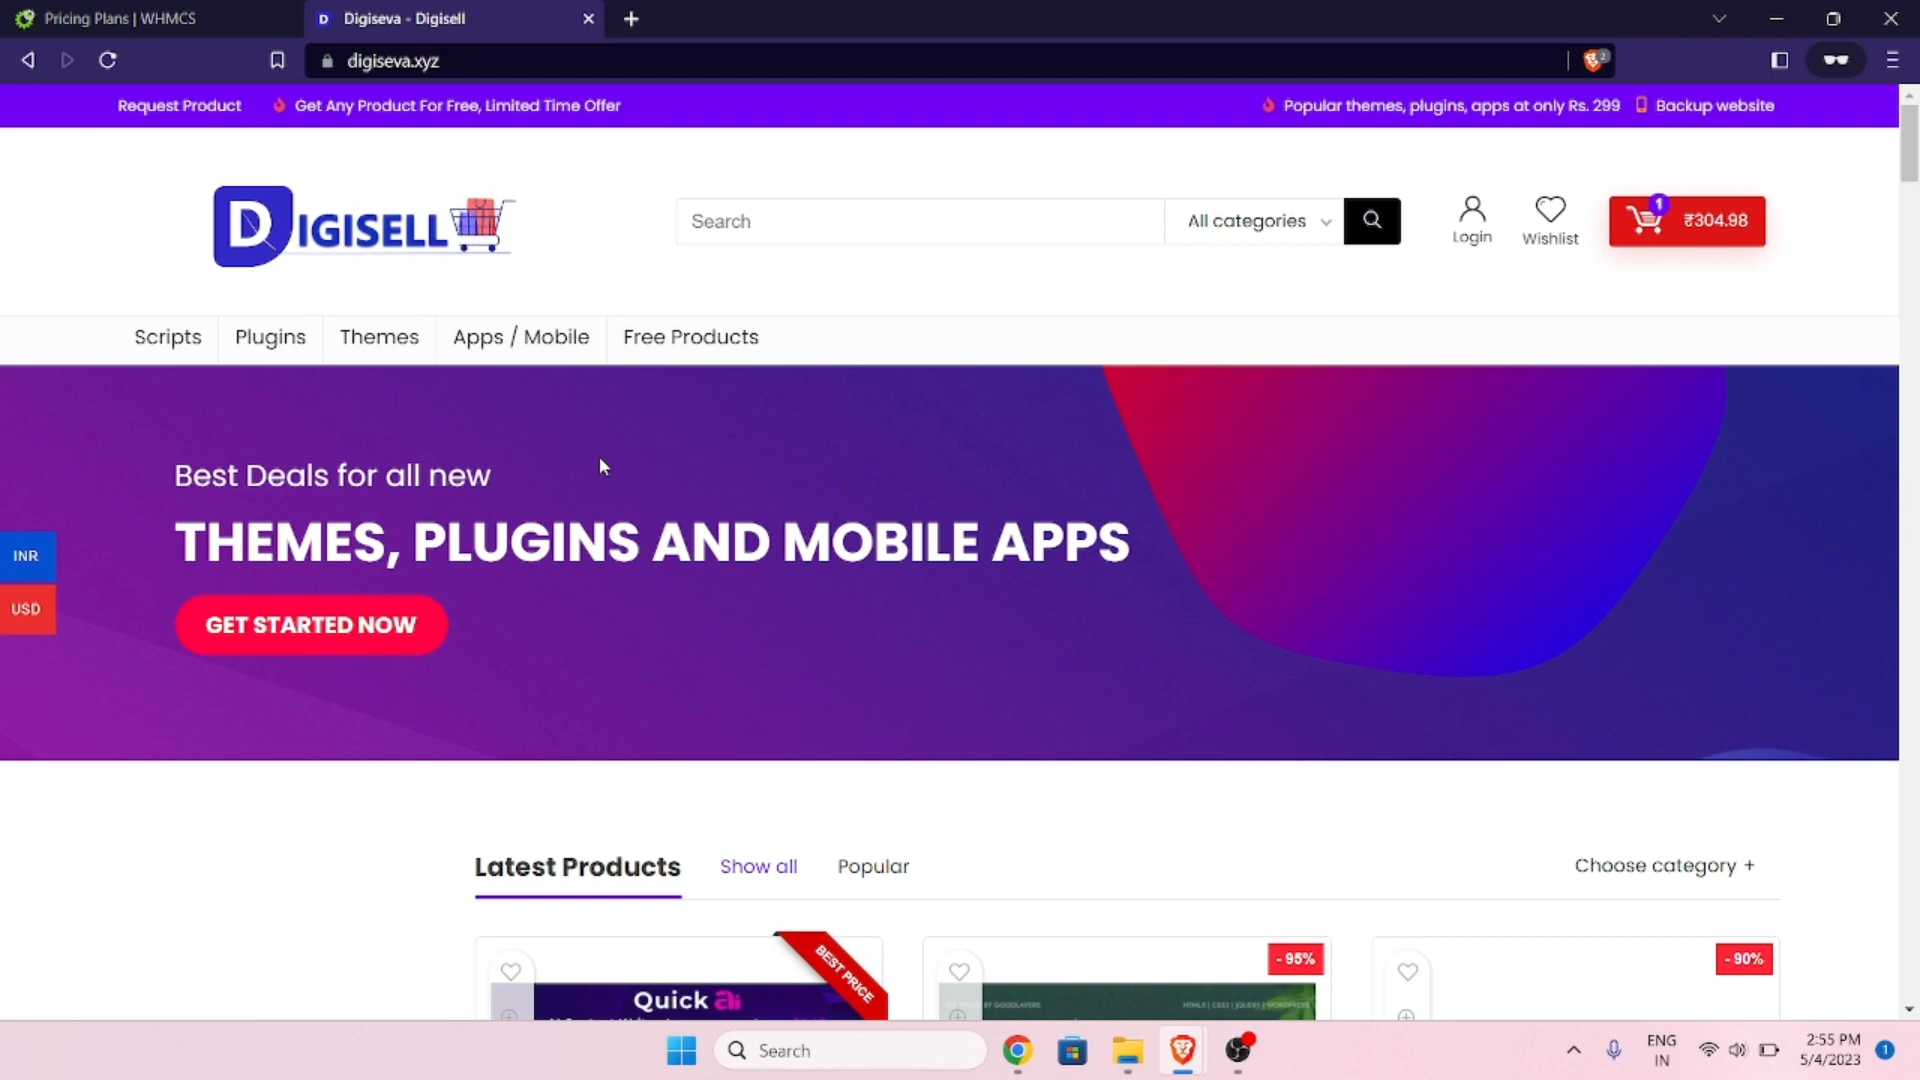 Pricing Plans | WHMCS
Digiseva - Digisell
digiseva.xyz
2
Request Product
Get Any Product For Free, Limited Time Offer
Popular themes, plugins, apps at only Rs. 299
Backup website
DIGISELL
Search
All categories
Login
Wishlist
1
₹304.98
Scripts
Plugins
Themes
Apps / Mobile
Free Products
Best Deals for all new
THEMES, PLUGINS AND MOBILE APPS
GET STARTED NOW
INR
USD
Latest Products
Show all
Popular
Choose category +
BEST PRICE
- 95%
- 90%
Quick ai
Search
ENG
IN
2:55 PM
5/4/2023
1